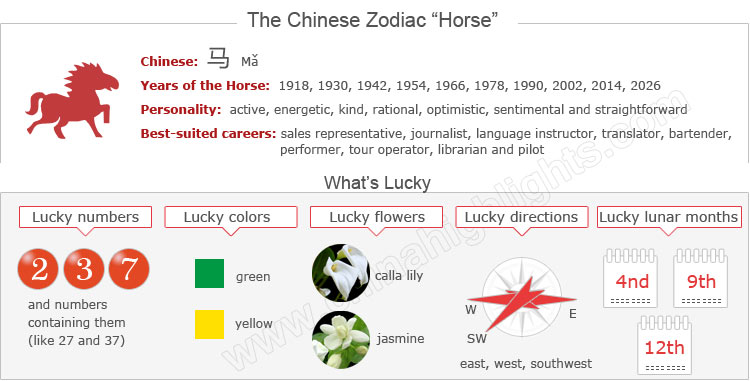 The Chinese Zodiac “Horse”
Chinese: 马 Mǎ
Years of the Horse: 1918, 1930, 1942, 1954, 1966, 1978, 1990, 2002, 2014, 2026
Personality: active, energetic, kind, rational, optimistic, sentimental and straightforward
Best-suited careers: sales representative, journalist, language instructor, translator, bartender,
performer, tour operator, librarian and pilot
What’s Lucky
Lucky numbers
2 3 7
and numbers
containing them
(like 27 and 37)
Lucky colors
green
yellow
Lucky flowers
calla lily
jasmine
Lucky directions
W
E
SW
east, west, southwest
Lucky lunar months
4nd
9th
12th
www.chinahighlights.com